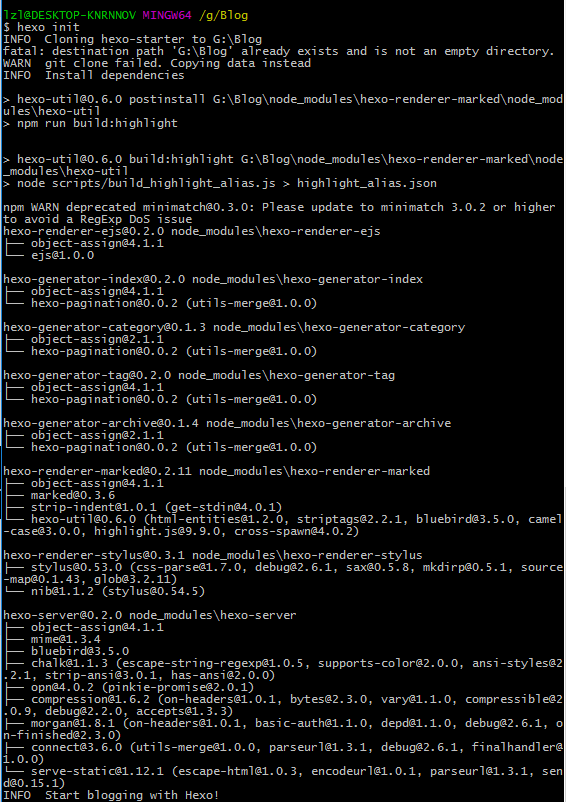 lzl@DESKTOP-KNRNNOV MINGW64 /g/Blog
$ hexo init
INFO  Cloning hexo-starter to G:\Blog
fatal: destination path 'G:\Blog' already exists and is not an empty directory.
WARN  git clone failed. Copying data instead
INFO  Install dependencies
> hexo-util@0.6.0 postinstall G:\Blog\node_modules\hexo-renderer-marked\node_mod
ules\hexo-util
> npm run build:highlight
> hexo-util@0.6.0 build:highlight G:\Blog\node_modules\hexo-renderer-marked\node
_modules\hexo-util
> node scripts/build_highlight_alias.js > highlight_alias.json
npm WARN deprecated minimatch@0.3.0: Please update to minimatch 3.0.2 or higher
to avoid a RegExp DoS issue
hexo-renderer-ejs@0.2.0 node_modules\hexo-renderer-ejs
├── object-assign@4.1.1
└── ejs@1.0.0
hexo-generator-index@0.2.0 node_modules\hexo-generator-index
├── object-assign@4.1.1
└── hexo-pagination@0.0.2 (utils-merge@1.0.0)
hexo-generator-category@0.1.3 node_modules\hexo-generator-category
├── object-assign@2.1.1
└── hexo-pagination@0.0.2 (utils-merge@1.0.0)
hexo-generator-tag@0.2.0 node_modules\hexo-generator-tag
├── object-assign@4.1.1
└── hexo-pagination@0.0.2 (utils-merge@1.0.0)
hexo-generator-archive@0.1.4 node_modules\hexo-generator-archive
├── object-assign@2.1.1
└── hexo-pagination@0.0.2 (utils-merge@1.0.0)
hexo-renderer-marked@0.2.11 node_modules\hexo-renderer-marked
├── object-assign@4.1.1
├── marked@0.3.6
├── strip-indent@1.0.1 (get-stdin@4.0.1)
└── hexo-util@0.6.0 (html-entities@1.2.0, striptags@2.2.1, bluebird@3.5.0, camel
-case@3.0.0, highlight.js@9.9.0, cross-spawn@4.0.2)
hexo-renderer-stylus@0.3.1 node_modules\hexo-renderer-stylus
├── stylus@0.53.0 (css-parse@1.7.0, debug@2.6.1, sax@0.5.8, mkdirp@0.5.1, source
-map@0.1.43, glob@3.2.11)
└── nib@1.1.2 (stylus@0.54.5)
hexo-server@0.2.0 node_modules\hexo-server
├── object-assign@4.1.1
├── mime@1.3.4
├── bluebird@3.5.0
├── chalk@1.1.3 (escape-string-regexp@1.0.5, supports-color@2.0.0, ansi-styles@2
.2.1, strip-ansi@3.0.1, has-ansi@2.0.0)
├── opn@4.0.2 (pinkie-promise@2.0.1)
├── compression@1.6.2 (on-headers@1.0.1, bytes@2.3.0, vary@1.1.0, compressible@2
.0.9, debug@2.2.0, accepts@1.3.3)
├── morgan@1.8.1 (on-headers@1.0.1, basic-auth@1.1.0, depd@1.1.0, debug@2.6.1, o
n-finished@2.3.0)
├── connect@3.6.0 (utils-merge@1.0.0, parseurl@1.3.1, debug@2.6.1, finalhandler@
1.0.0)
└── serve-static@1.12.1 (escape-html@1.0.3, encodeurl@1.0.1, parseurl@1.3.1, sen
d@0.15.1)
INFO  Start blogging with Hexo!